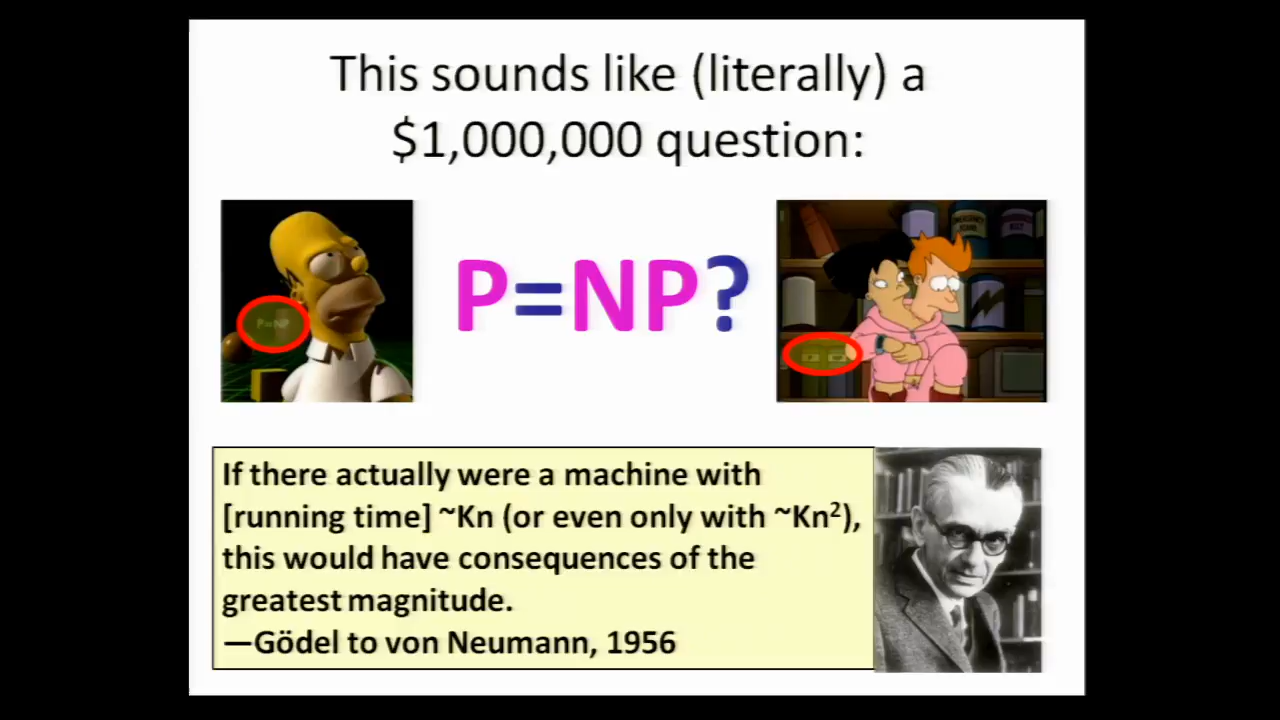 This sounds like (literally) a
$1,000,000 question:
P=NP
P=NP?
If there actually were a machine with
[running time] ~Kn (or even only with ~Kn²),
this would have consequences of the
greatest magnitude.
—Gödel to von Neumann, 1956